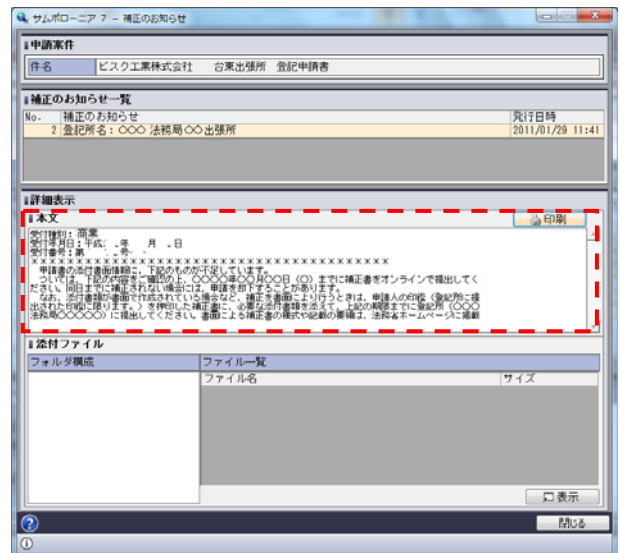 サムポローニア 7 - 補正のお知らせ
申請案件
件名 ビスク工業株式会社 台東出張所 登記申請書
補正のお知らせ一覧
No. 補正のお知らせ 発行日時
2 登記所名：〇〇〇 法務局〇〇出張所 2011/01/29 11:41
詳細表示
本文 印刷
受付種別：商業
受付年月日：平成 年 月 日
受付番号：第 号
××××××××××××××××××××××××××××××××××××
申請書の添付書面情報に、下記のものが不足しています。
ついては、下記の内容をご確認の上、〇〇〇〇年〇〇月〇〇日（〇）までに補正書をオンラインで提出してく
ださい。同日までに補正されない場合には、申請を却下することがあります。
なお、添付書類が書面で作成されている場合など、補正を書面により行うときは、申請人の印鑑（登記所に提
出された印鑑に限ります。）を押印した補正書に、必要な添付書類を添えて、上記の期限までに登記所（〇〇〇
法務局〇〇〇〇〇）に提出してください。書面による補正書の様式や記載の要領は、法務省ホームページに掲載
添付ファイル
フォルダ構成 ファイル一覧
ファイル名 サイズ
表示
閉じる